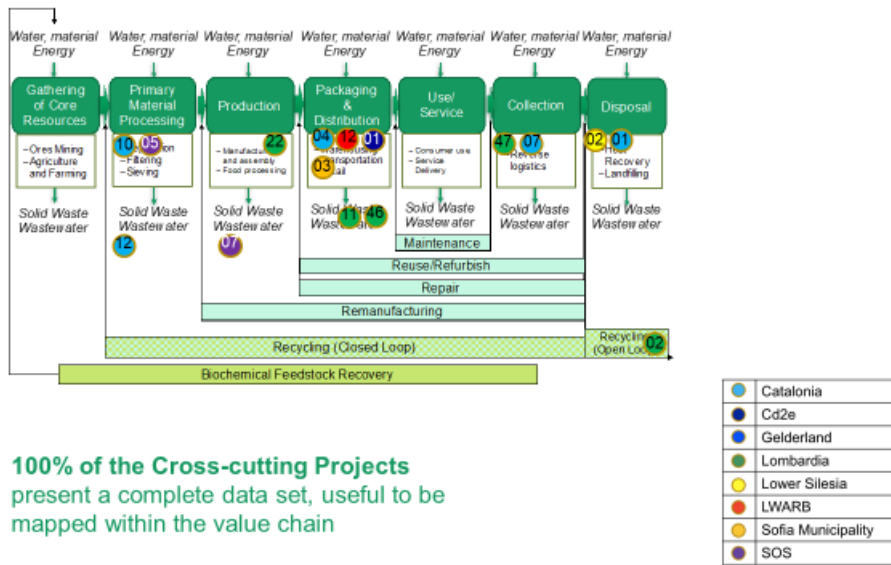 Water, material Water, material Water, material Water, material Water, material Water, material Water, material
Energy Energy Energy Energy Energy Energy Energy
Gathering of Core Resources
Primary Material Processing
Production
Packaging & Distribution
Use/ Service
Collection
Disposal
–Ores Mining
–Agriculture and Farming
10 05
–Filtering
–Sieving
22
– and assembly
– Food processing
04 12 01
03
– Consumer use
– Service Delivery
47 07
logistics
02 01
Recovery
–Landfilling
Solid Waste
Wastewater
Solid Waste
Wastewater
12
Solid Waste
Wastewater
07
11 46
Solid Waste
Wastewater
Solid Waste
Wastewater
Solid Waste
Wastewater
Maintenance
Reuse/Refurbish
Repair
Remanufacturing
Recycling (Closed Loop)
02
Biochemical Feedstock Recovery
100% of the Cross-cutting Projects
present a complete data set, useful to be
mapped within the value chain
Catalonia
Cd2e
Gelderland
Lombardia
Lower Silesia
LWARB
Sofia Municipality
SOS